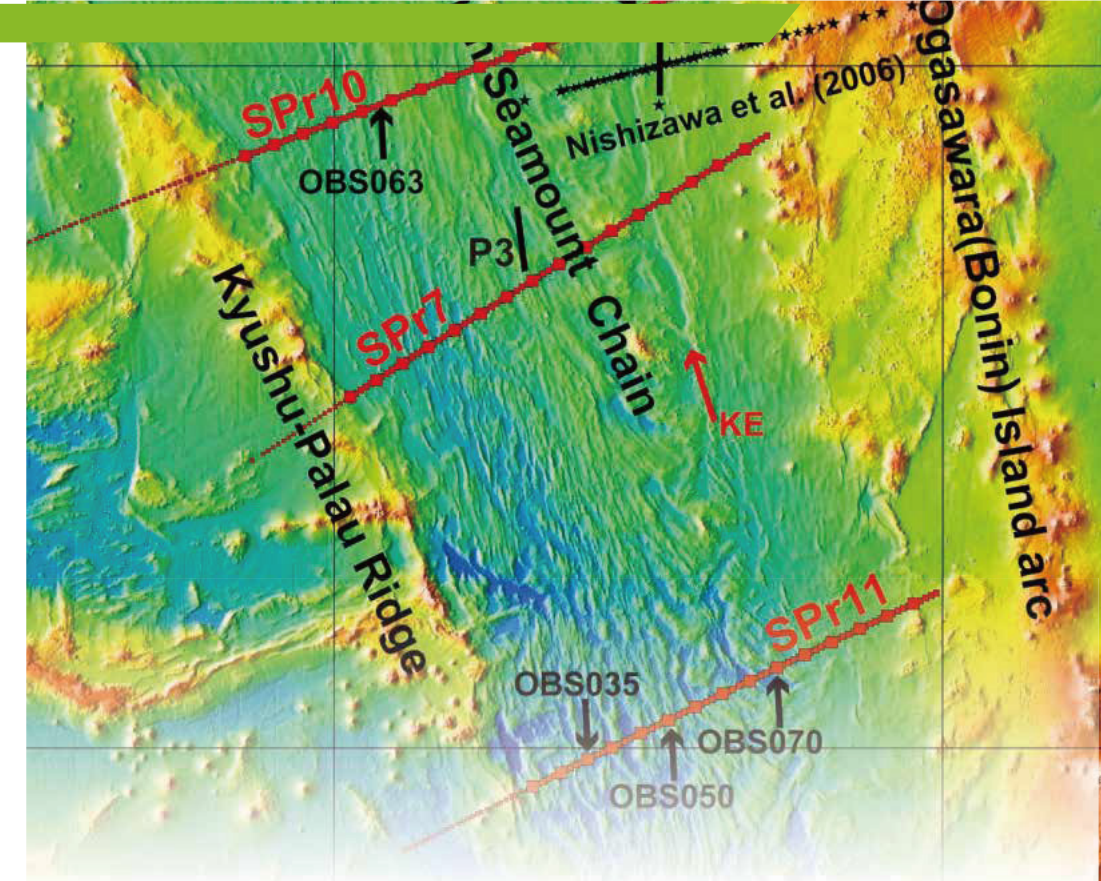 SPr10
OBS063
Seamount
Chain
Nishizawa et al. (2006)
Ogasawara(Bonin) Island arc
P3
SPr7
Kyushu-Palau Ridge
KE
SPr11
OBS035
OBS070
OBS050